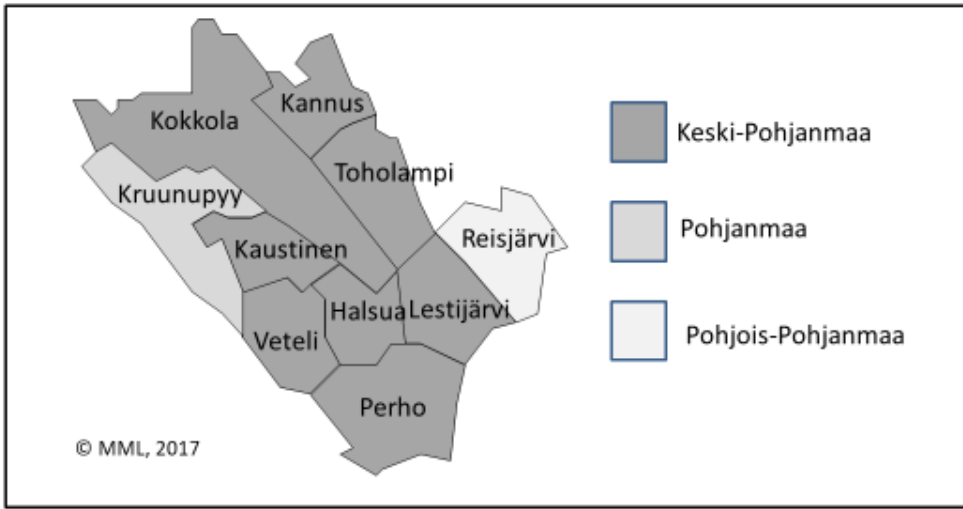 Kannus
Kokkola
Keski-Pohjanmaa
Toholampi
Kruunupyy
Pohjanmaa
Reisjärvi
Kaustinen
Halsua
Lestijärvi
Veteli
Pohjois-Pohjanmaa
Perho
© MML, 2017